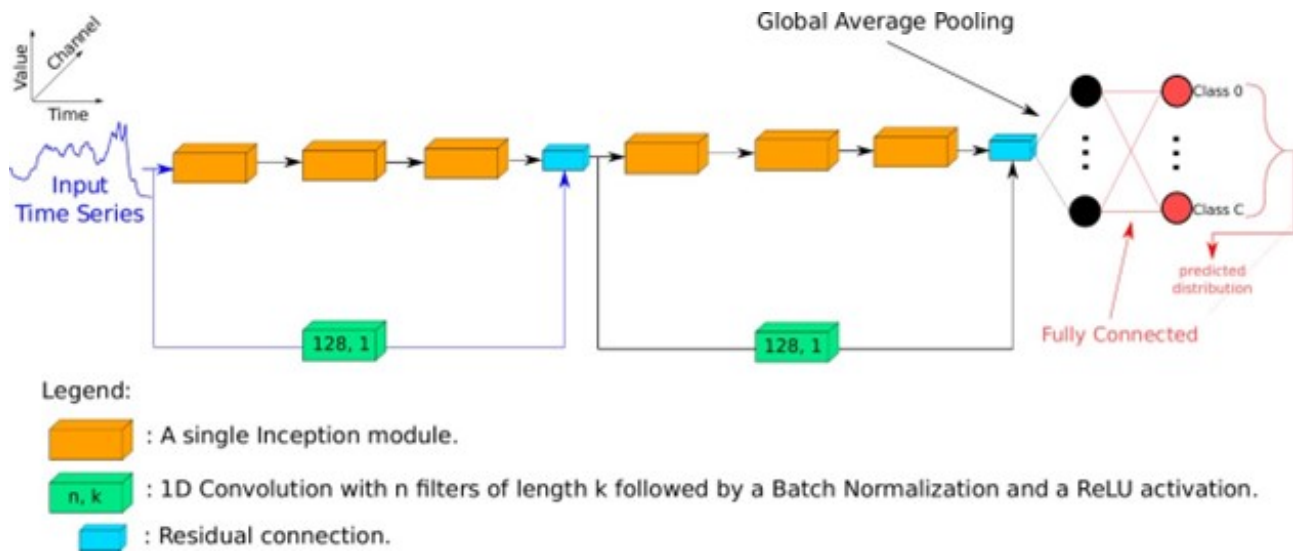 Global Average Pooling
Value
Channel
Time
Class 0
Input
Time Series
Class C
predicted
distribution
Fully Connected
128, 1
128, 1
Legend:
: A single Inception module.
n, k
: 1D Convolution with n filters of length k followed by a Batch Normalization and a ReLU activation.
: Residual connection.